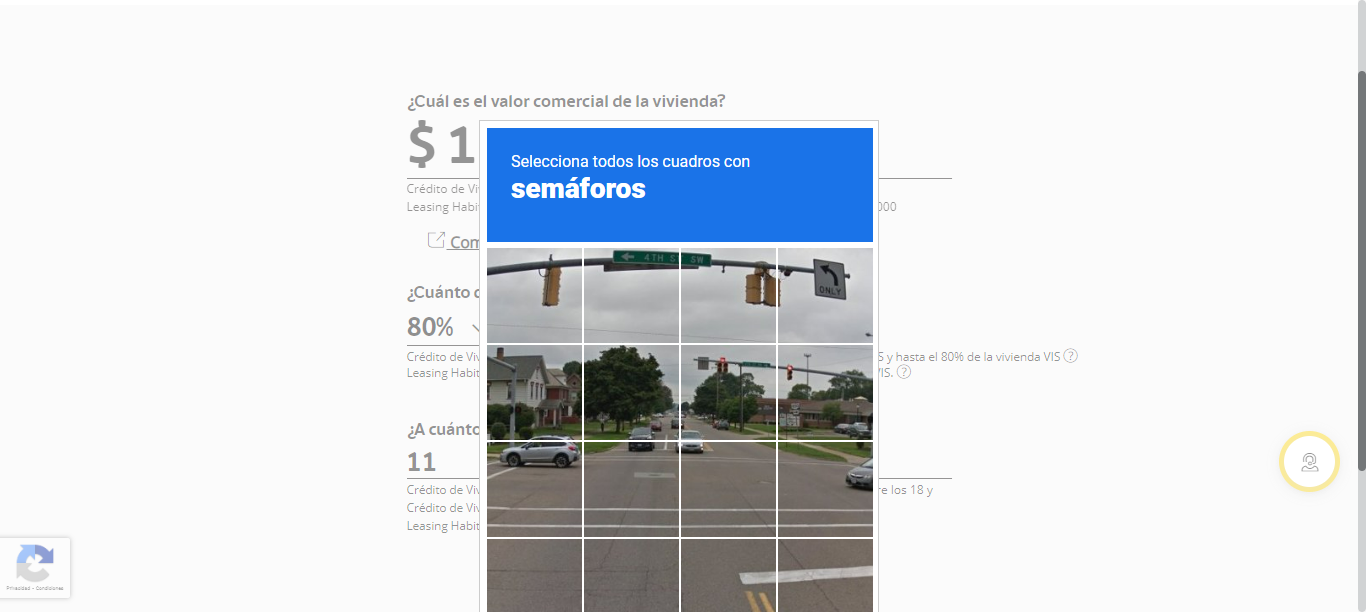 ¿Cuál es el valor comercial de la vivienda?
$ 1
Selecciona todos los cuadros con
semáforos
Crédito de Vi
Leasing Habi 000
Com
4TH ST SW
ONLY
¿Cuánto
80%
Crédito de Viv S y hasta el 80% de la vivienda VIS ?
Leasing Habit VIS. ?
¿A cuánto
11
Crédito de Viv re los 18 y
Crédito de Viv
Leasing Habit
Privacidad - Condiciones